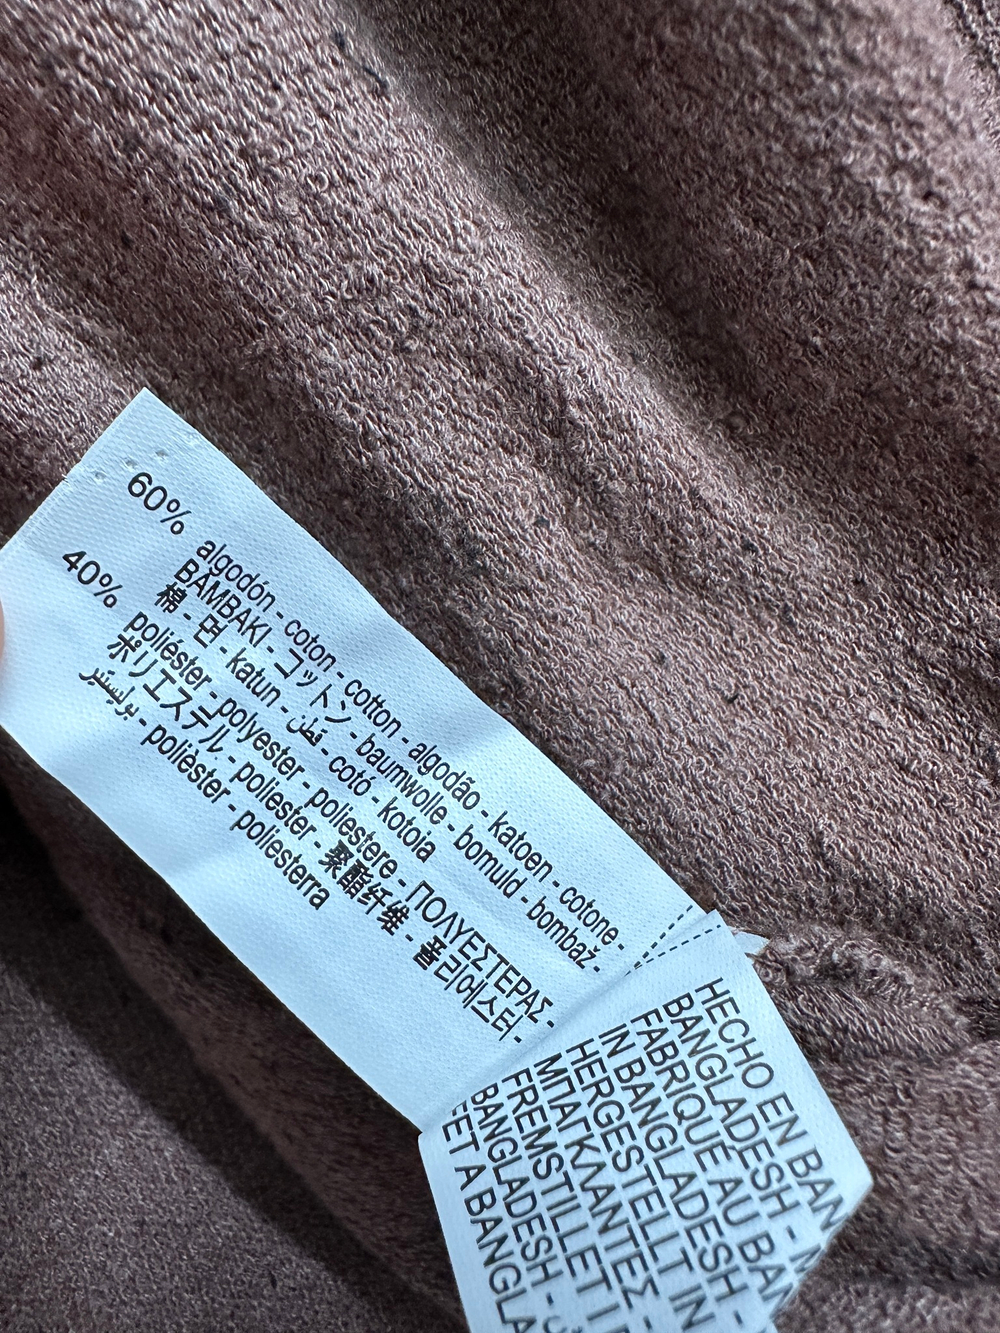 60% algodón - coton - cotton - algodão - katoen - cotone -
BAMBAKI - コットン - baumwolle - bomuld - bombaž -
棉 - 면 - katun - قطن - cotó - kotoia
40% poliéster - polyester - poliestere - ΠΟΛΥΕΣΤΕΡΑΣ -
ポリエステル - poliester - 聚酯纤维 - 폴리에스터 -
بوليستير - poliéster - poliesterra
HECHO EN BAN
BANGLADESH - M
FABRIQUÉ AU BAN
IN BANGLADESH -
HERGESTELLT IN
ΜΠΑΓΚΛΑΝΤΕΣ -
FREMSTILLET I
BANGLADESH -
FET A BANGLA